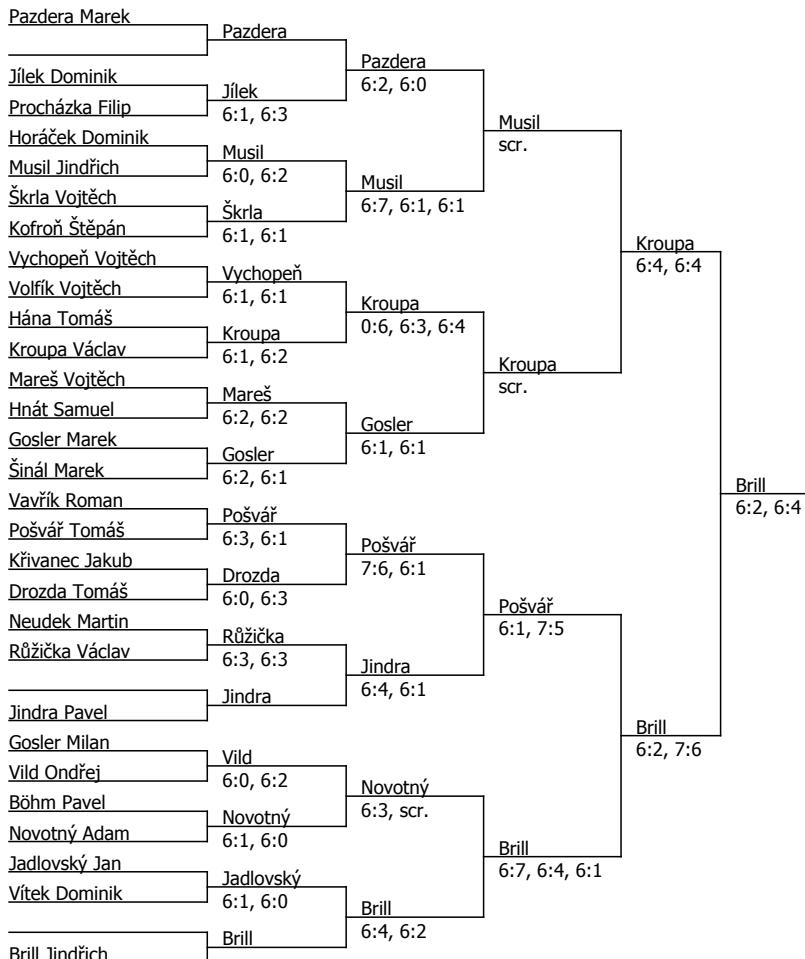 Pazdera Marek
Jílek Dominik
Procházka Filip
Horáček Dominik
Musil Jindřich
Škrla Vojtěch
Kofroň Štěpán
Vychopeň Vojtěch
Volfík Vojtěch
Hána Tomáš
Kroupa Václav
Mareš Vojtěch
Hnát Samuel
Gosler Marek
Šinál Marek
Vavřík Roman
Pošvář Tomáš
Křivanec Jakub
Drozda Tomáš
Neudek Martin
Růžička Václav
Jindra Pavel
Gosler Milan
Vild Ondřej
Böhm Pavel
Novotný Adam
Jadlovský Jan
Vítek Dominik
Brill Jindřich
Pazdera
Jílek
6:1, 6:3
Musil
6:0, 6:2
Škrla
6:1, 6:1
Vychopeň
6:1, 6:1
Kroupa
6:1, 6:2
Mareš
6:2, 6:2
Gosler
6:2, 6:1
Pošvář
6:3, 6:1
Drozda
6:0, 6:3
Růžička
6:3, 6:3
Jindra
Vild
6:0, 6:2
Novotný
6:1, 6:0
Jadlovský
6:1, 6:0
Brill
Pazdera
6:2, 6:0
Musil
6:7, 6:1, 6:1
Kroupa
0:6, 6:3, 6:4
Gosler
6:1, 6:1
Pošvář
7:6, 6:1
Jindra
6:4, 6:1
Novotný
6:3, scr.
Brill
6:4, 6:2
Musil
scr.
Kroupa
scr.
Pošvář
6:1, 7:5
Brill
6:7, 6:4, 6:1
Kroupa
6:4, 6:4
Brill
6:2, 7:6
Brill
6:2, 6:4